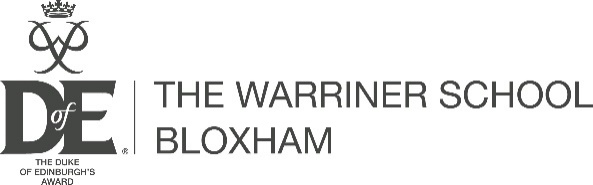 DofE®
THE DUKE
OF EDINBURGH'S
AWARD
THE WARRINER SCHOOL
BLOXHAM